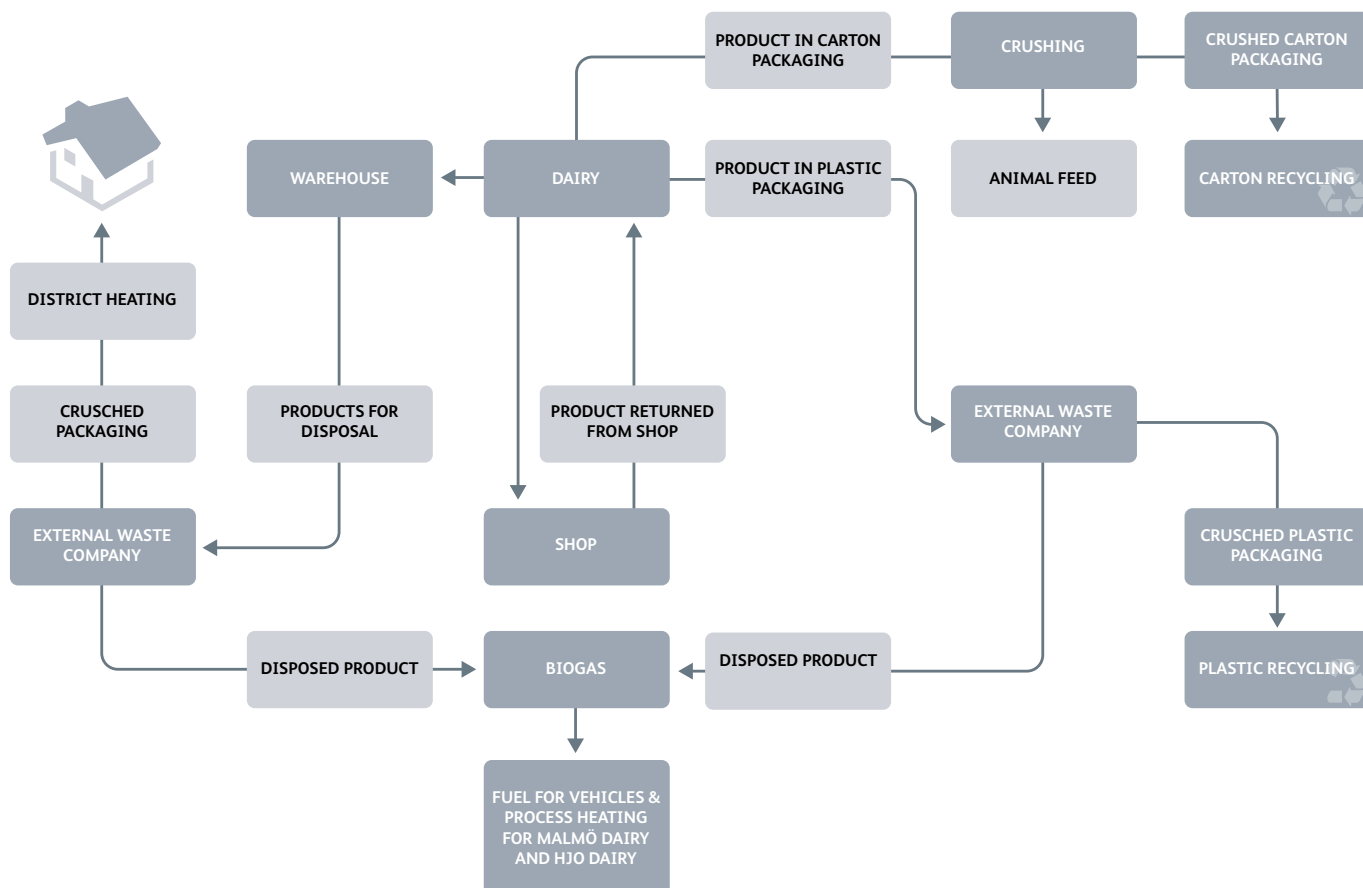 PRODUCT IN CARTON
PACKAGING
CRUSHING
CRUSHED CARTON
PACKAGING
WAREHOUSE
DAIRY
PRODUCT IN PLASTIC
PACKAGING
ANIMAL FEED
CARTON RECYCLING
DISTRICT HEATING
CRUSCHED
PACKAGING
PRODUCTS FOR
DISPOSAL
PRODUCT RETURNED
FROM SHOP
EXTERNAL WASTE
COMPANY
EXTERNAL WASTE
COMPANY
SHOP
CRUSCHED PLASTIC
PACKAGING
DISPOSED PRODUCT
BIOGAS
DISPOSED PRODUCT
PLASTIC RECYCLING
FUEL FOR VEHICLES &
PROCESS HEATING
FOR MALMÖ DAIRY
AND HJO DAIRY